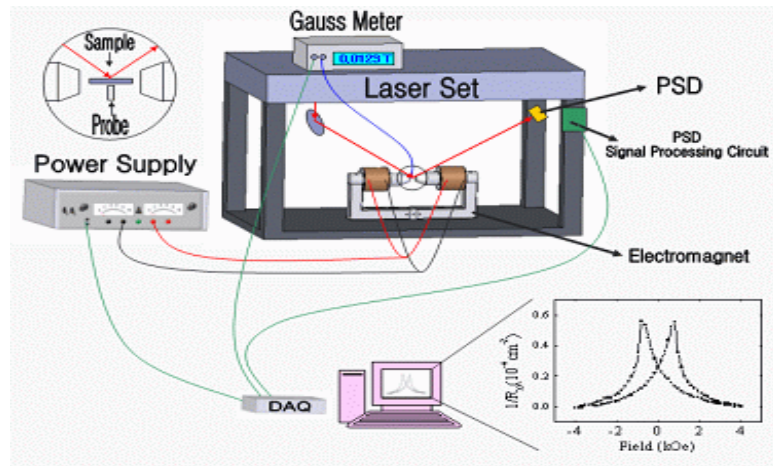 Gauss Meter
Sample
0.0129 T
Laser Set
PSD
Probe
PSD
Signal Processing Circuit
Power Supply
Electromagnet
DAQ
0.6
0.4
0.2
0.0
-4 -2 0 2 4
Field (kOe)